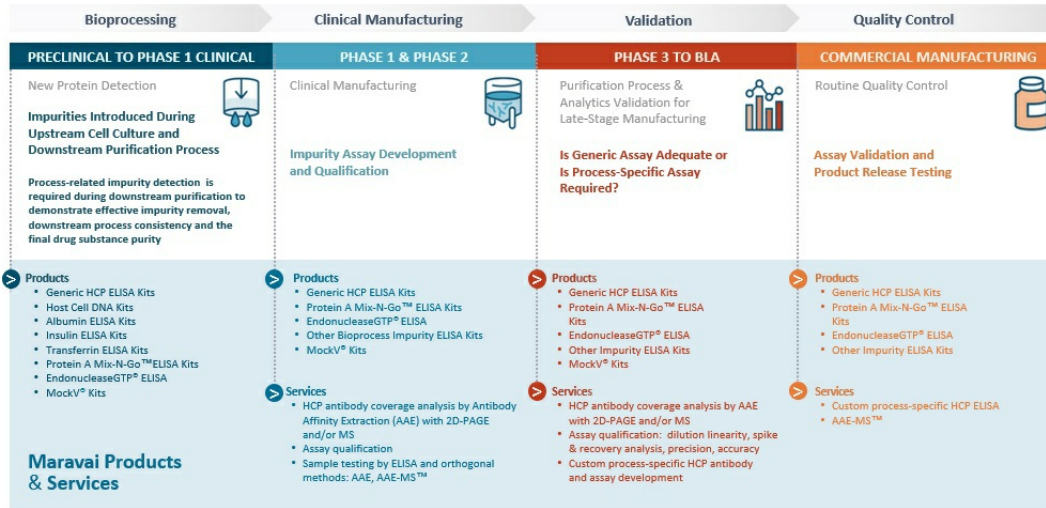 Bioprocessing
Clinical Manufacturing
Validation
Quality Control
PRECLINICAL TO PHASE 1 CLINICAL
PHASE 1 & PHASE 2
PHASE 3 TO BLA
COMMERCIAL MANUFACTURING
New Protein Detection
Impurities Introduced During
Upstream Cell Culture and
Downstream Purification Process
Process-related impurity detection is
required during downstream purification to
demonstrate effective impurity removal,
downstream process consistency and the
final drug substance purity
Clinical Manufacturing
Impurity Assay Development
and Qualification
Purification Process &
Analytics Validation for
Late-Stage Manufacturing
Is Generic Assay Adequate or
Is Process-Specific Assay
Required?
Routine Quality Control
Assay Validation and
Product Release Testing
Products
• Generic HCP ELISA Kits
• Host Cell DNA Kits
• Albumin ELISA Kits
• Insulin ELISA Kits
• Transferrin ELISA Kits
• Protein A Mix-N-Go™ELISA Kits
• EndonucleaseGTP® ELISA
• MockV® Kits
Products
• Generic HCP ELISA Kits
• Protein A Mix-N-Go™ ELISA Kits
• EndonucleaseGTP® ELISA
• Other Bioprocess Impurity ELISA Kits
• MockV® Kits
Services
• HCP antibody coverage analysis by Antibody
Affinity Extraction (AAE) with 2D-PAGE
and/or MS
• Assay qualification
• Sample testing by ELISA and orthogonal
methods: AAE, AAE-MS™
Products
• Generic HCP ELISA Kits
• Protein A Mix-N-Go™ ELISA
Kits
• EndonucleaseGTP® ELISA
• Other Impurity ELISA Kits
• MockV® Kits
Services
• HCP antibody coverage analysis by AAE
with 2D-PAGE and/or MS
• Assay qualification: dilution linearity, spike
& recovery analysis, precision, accuracy
• Custom process-specific HCP antibody
and assay development
Products
• Generic HCP ELISA Kits
• Protein A Mix-N-Go™ ELISA
Kits
• EndonucleaseGTP® ELISA
• Other Impurity ELISA Kits
Services
• Custom process-specific HCP ELISA
• AAE-MS™
Maravai Products
& Services